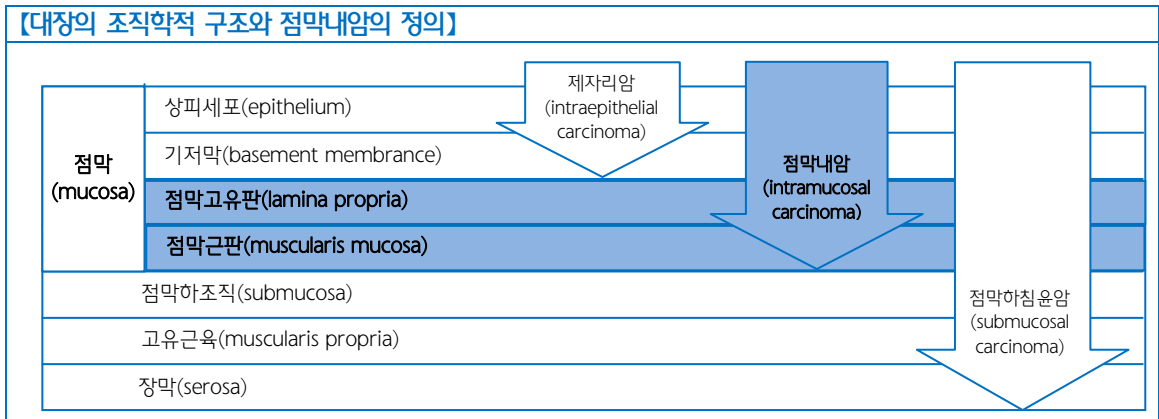 【대장의 조직학적 구조와 점막내암의 정의】
제자리암
(intraepithelial
carcinoma)
점막
(mucosa)
상피세포(epithelium)
기저막(basement membrance)
점막고유판(lamina propria)
점막근판(muscularis mucosa)
점막내암
(intramucosal
carcinoma)
점막하조직(submucosa)
고유근육(muscularis propria)
장막(serosa)
점막하침윤암
(submucosal
carcinoma)